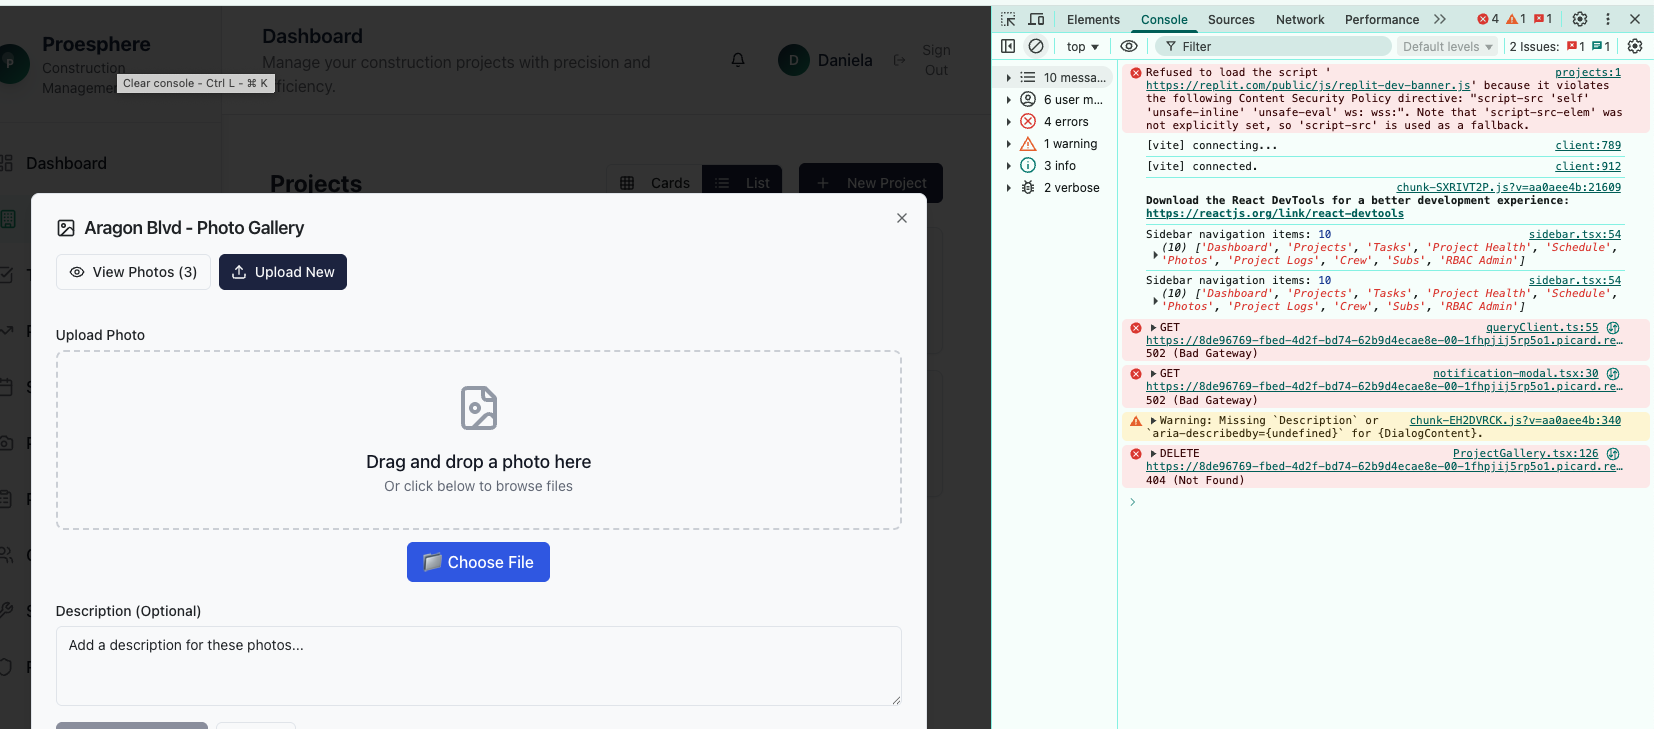 Proesphere
Construction
Management
P
Clear console - Ctrl L - ⌘ K
Dashboard
Manage your construction projects with precision and
efficiency.
D
Daniela
Sign
Out
Dashboard
Projects
Cards
List
+ New Project
Aragon Blvd - Photo Gallery
View Photos (3)
Upload New
Upload Photo
Drag and drop a photo here
Or click below to browse files
Choose File
Description (Optional)
Add a description for these photos...
Elements Console Sources Network Performance 4 1 1
top Filter Default levels 2 Issues: 1 1
10 messa...
6 user m...
4 errors
1 warning
3 info
2 verbose
Refused to load the script ' projects:1
https://replit.com/public/js/replit-dev-banner.js' because it violates
the following Content Security Policy directive: "script-src 'self'
'unsafe-inline' 'unsafe-eval' ws: wss:". Note that 'script-src-elem' was
not explicitly set, so 'script-src' is used as a fallback.
[vite] connecting... client:789
[vite] connected. client:912
chunk-SXRIVT2P.js?v=aa0aee4b:21609
Download the React DevTools for a better development experience:
https://reactjs.org/link/react-devtools
Sidebar navigation items: 10 sidebar.tsx:54
(10) ['Dashboard', 'Projects', 'Tasks', 'Project Health', 'Schedule',
'Photos', 'Project Logs', 'Crew', 'Subs', 'RBAC Admin']
Sidebar navigation items: 10 sidebar.tsx:54
(10) ['Dashboard', 'Projects', 'Tasks', 'Project Health', 'Schedule',
'Photos', 'Project Logs', 'Crew', 'Subs', 'RBAC Admin']
GET queryClient.ts:55
https://8de96769-fbed-4d2f-bd74-62b9d4ecae8e-00-1fhpjij5rp5o1.picard.re…
502 (Bad Gateway)
GET notification-modal.tsx:30
https://8de96769-fbed-4d2f-bd74-62b9d4ecae8e-00-1fhpjij5rp5o1.picard.re…
502 (Bad Gateway)
Warning: Missing `Description` or chunk-EH2DVRCK.js?v=aa0aee4b:340
`aria-describedby={undefined}` for {DialogContent}.
DELETE ProjectGallery.tsx:126
https://8de96769-fbed-4d2f-bd74-62b9d4ecae8e-00-1fhpjij5rp5o1.picard.re…
404 (Not Found)